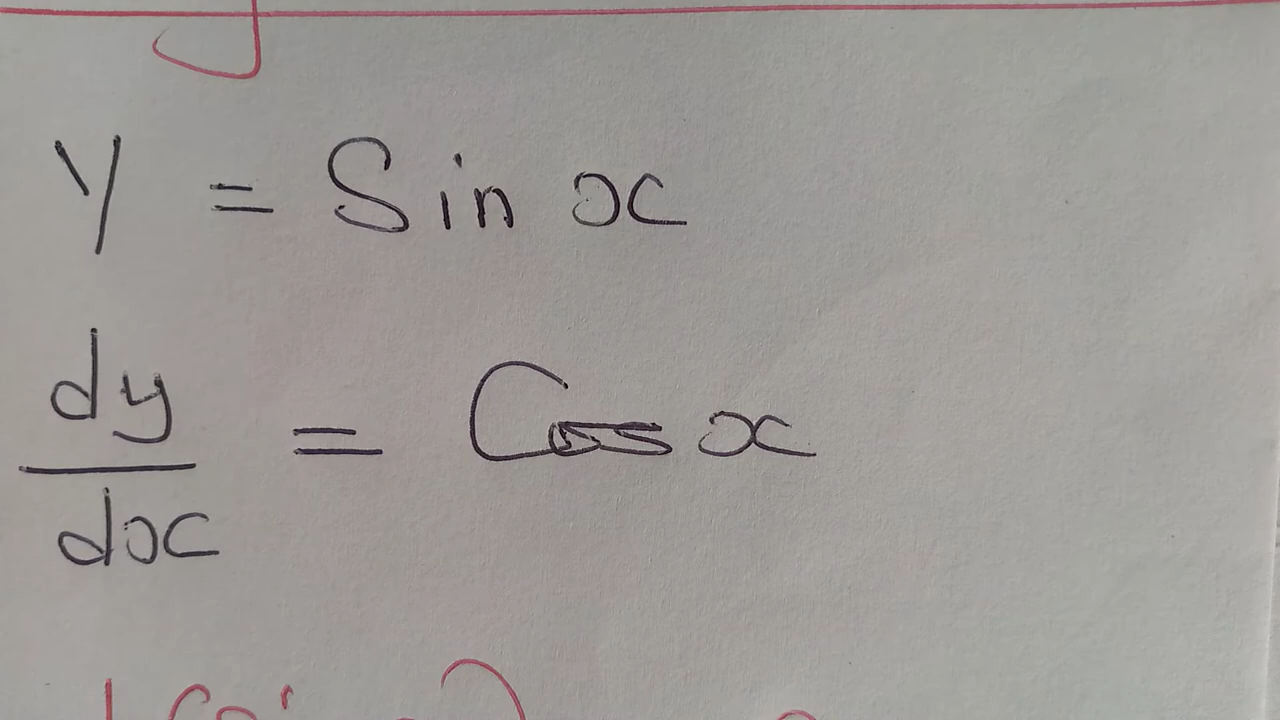 y = Sin x
dy
dx = Cos x